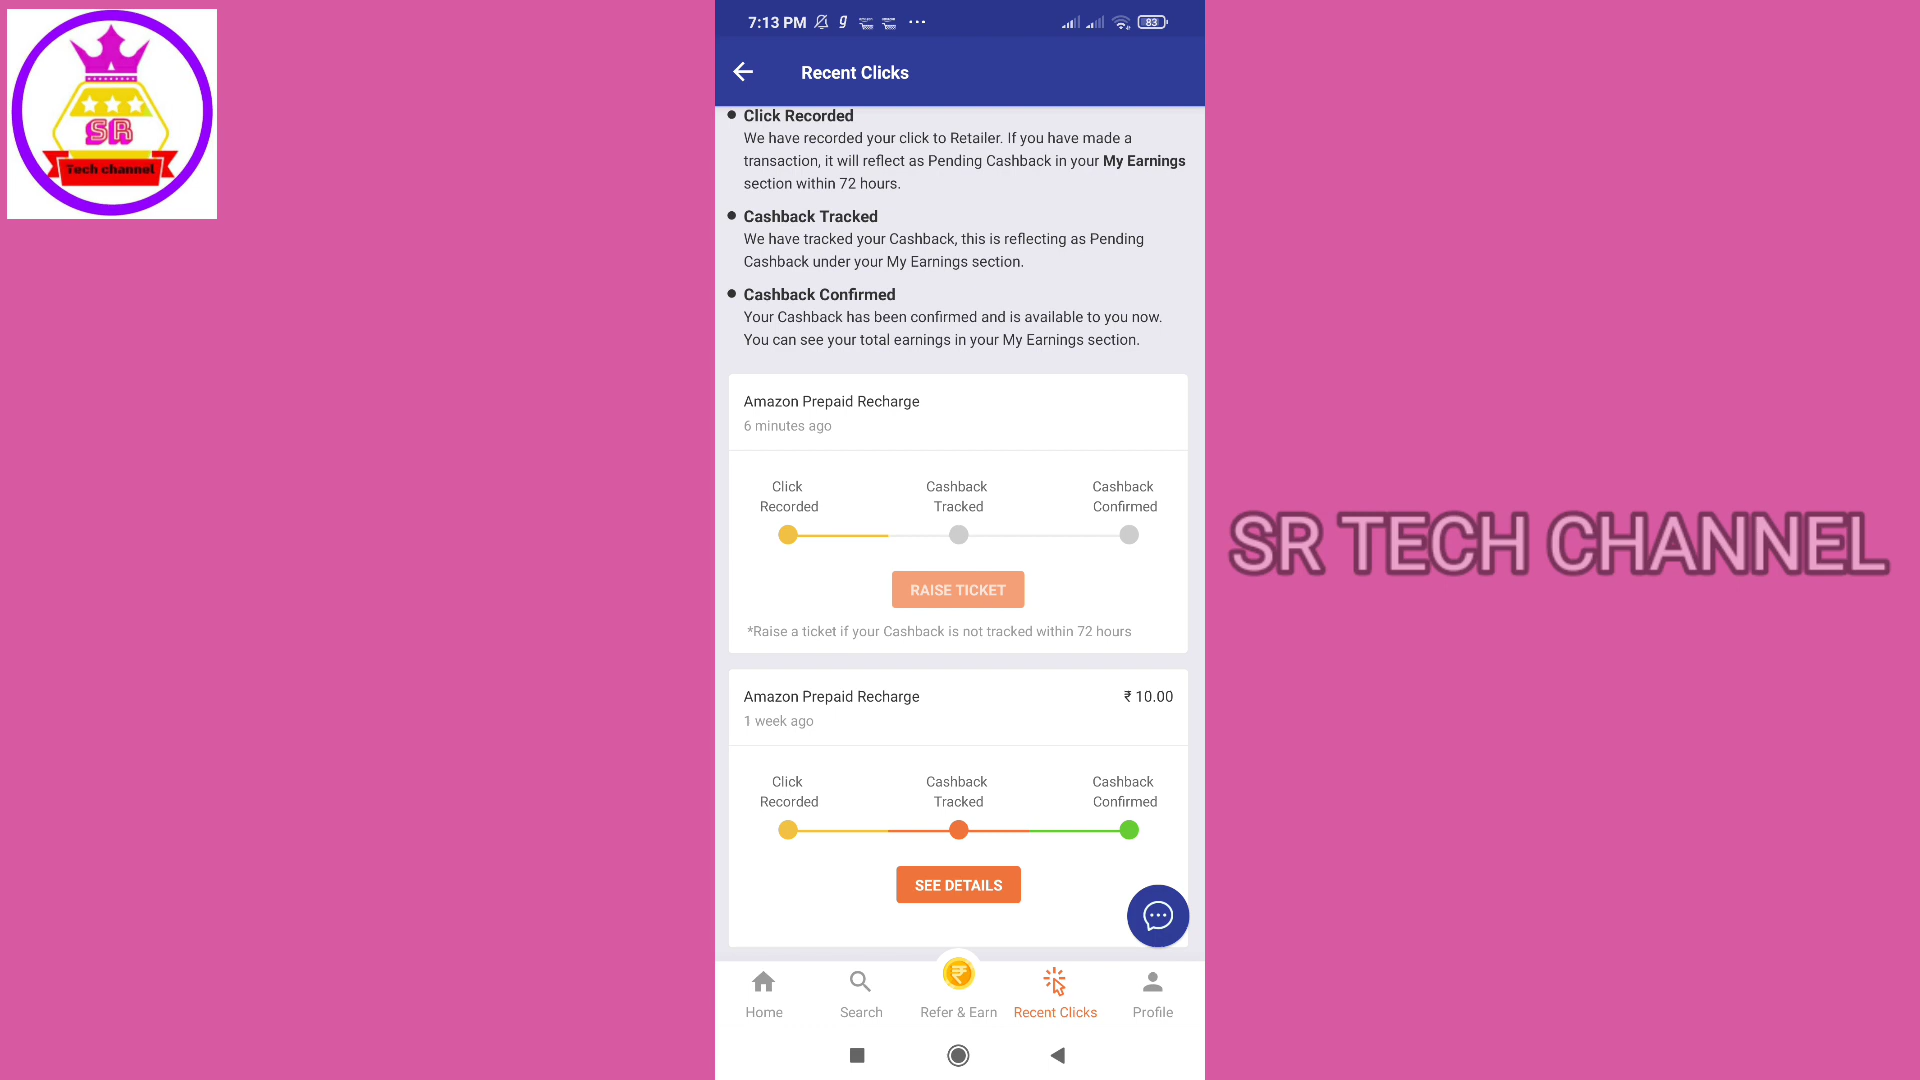 SR
Tech channel
7:13 PM
83
Recent Clicks
Click Recorded
We have recorded your click to Retailer. If you have made a
transaction, it will reflect as Pending Cashback in your My Earnings
section within 72 hours.
Cashback Tracked
We have tracked your Cashback, this is reflecting as Pending
Cashback under your My Earnings section.
Cashback Confirmed
Your Cashback has been confirmed and is available to you now.
You can see your total earnings in your My Earnings section.
Amazon Prepaid Recharge
6 minutes ago
Click Cashback Cashback
Recorded Tracked Confirmed
RAISE TICKET
*Raise a ticket if your Cashback is not tracked within 72 hours
Amazon Prepaid Recharge ₹ 10.00
1 week ago
Click Cashback Cashback
Recorded Tracked Confirmed
SEE DETAILS
Home Search Refer & Earn Recent Clicks Profile
SR TECH CHANNEL